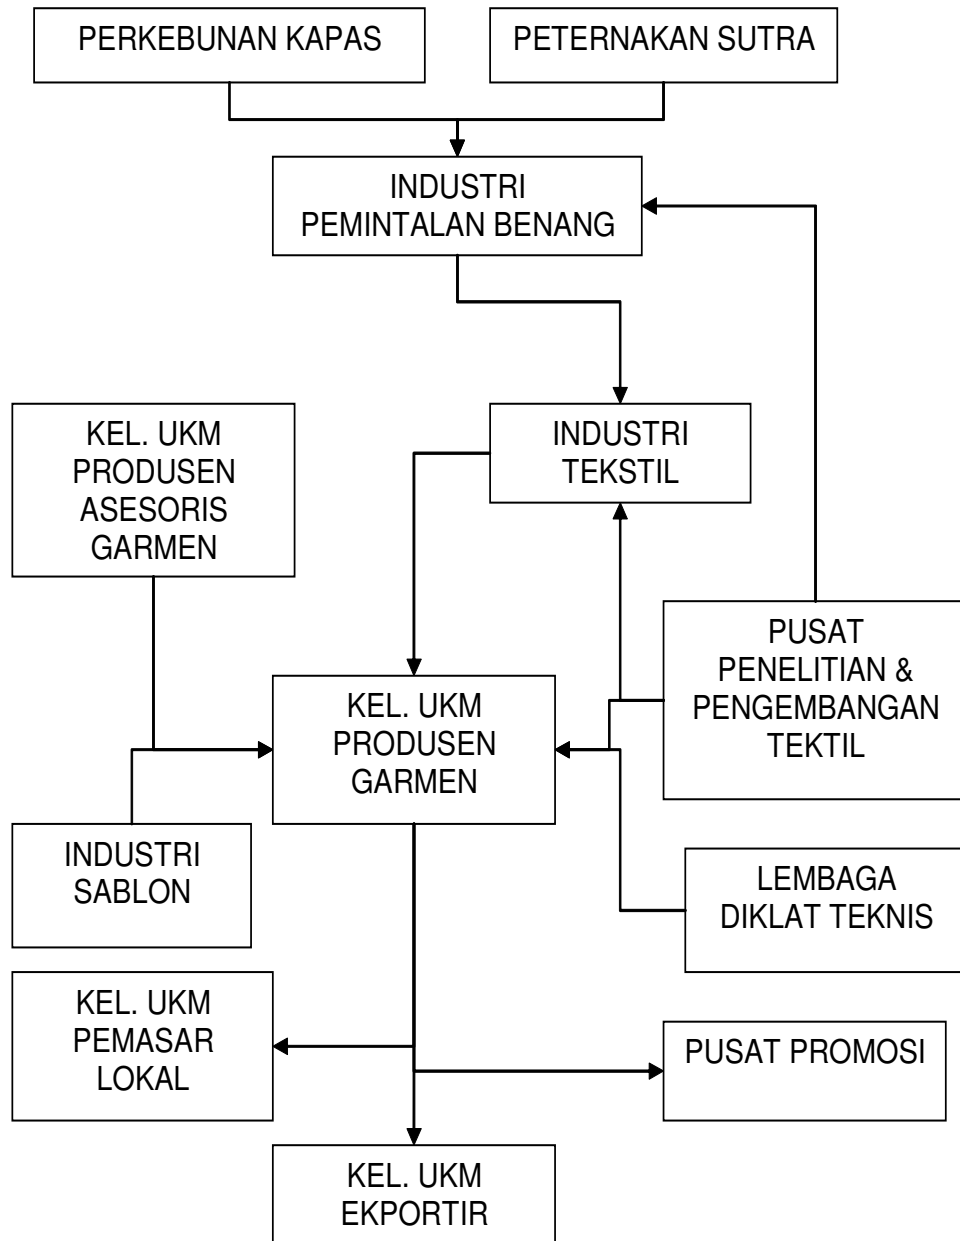 PERKEBUNAN KAPAS
PETERNAKAN SUTRA
INDUSTRI
PEMINTALAN BENANG
KEL. UKM
PRODUSEN
ASESORIS
GARMEN
INDUSTRI
TEKSTIL
PUSAT
PENELITIAN &
PENGEMBANGAN
TEKTIL
KEL. UKM
PRODUSEN
GARMEN
INDUSTRI
SABLON
LEMBAGA
DIKLAT TEKNIS
KEL. UKM
PEMASAR
LOKAL
PUSAT PROMOSI
KEL. UKM
EKPORTIR